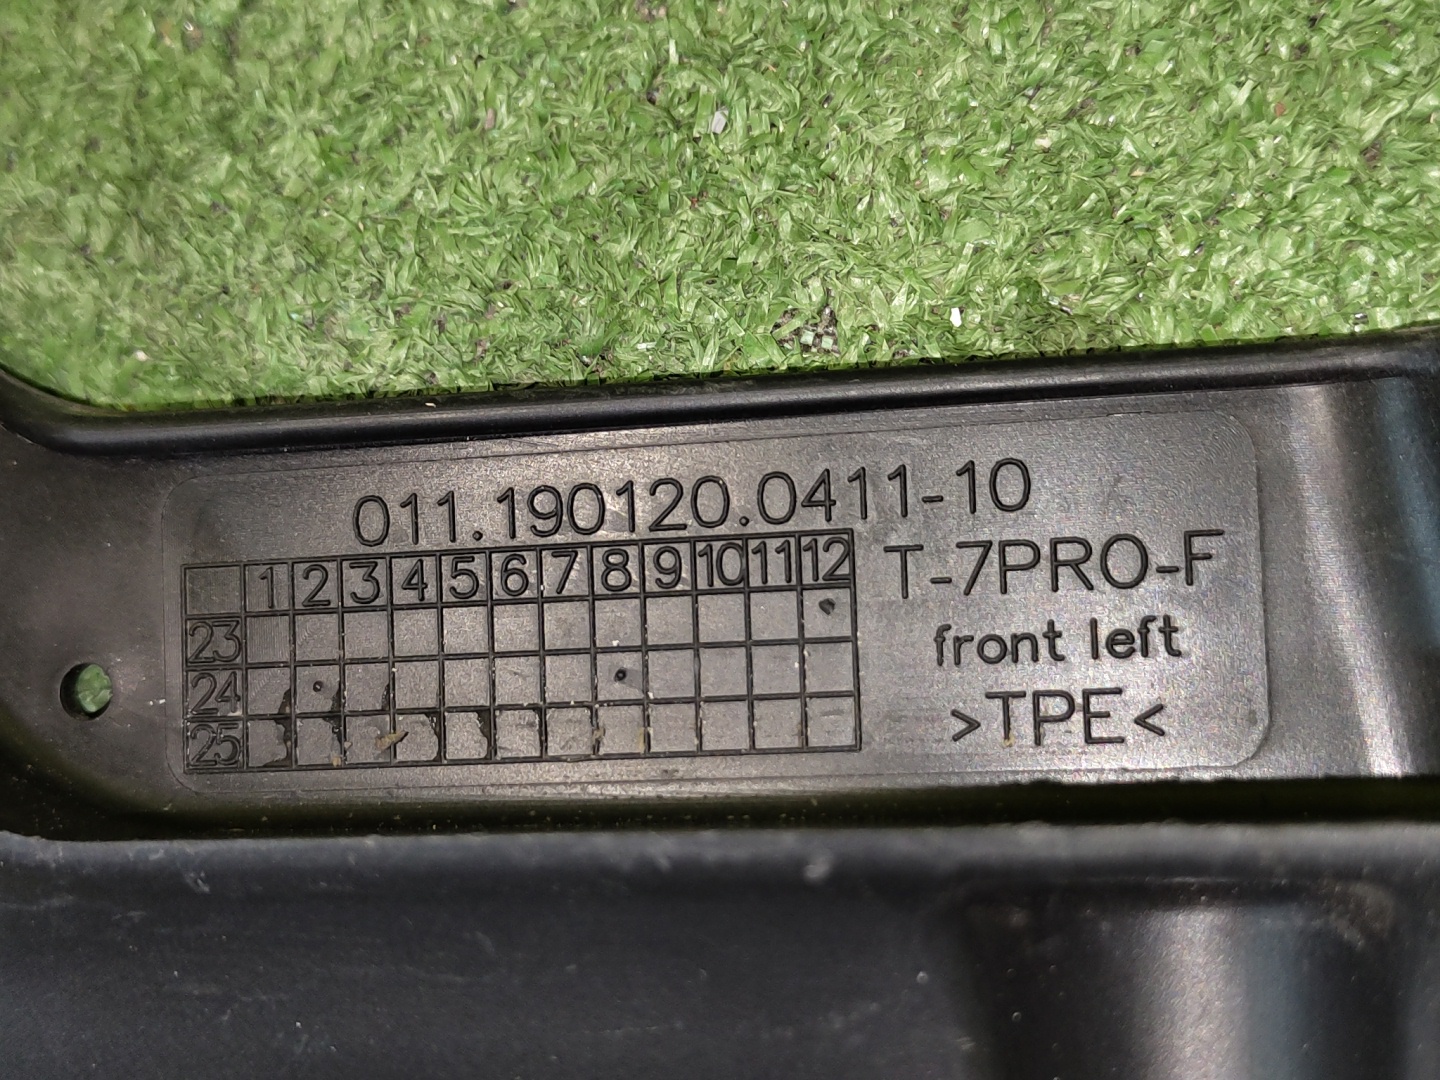 011.190120.0411-10
T-7PRO-F
front left
>TPE<
1 2 3 4 5 6 7 8 9 10 11 12
23
24
25